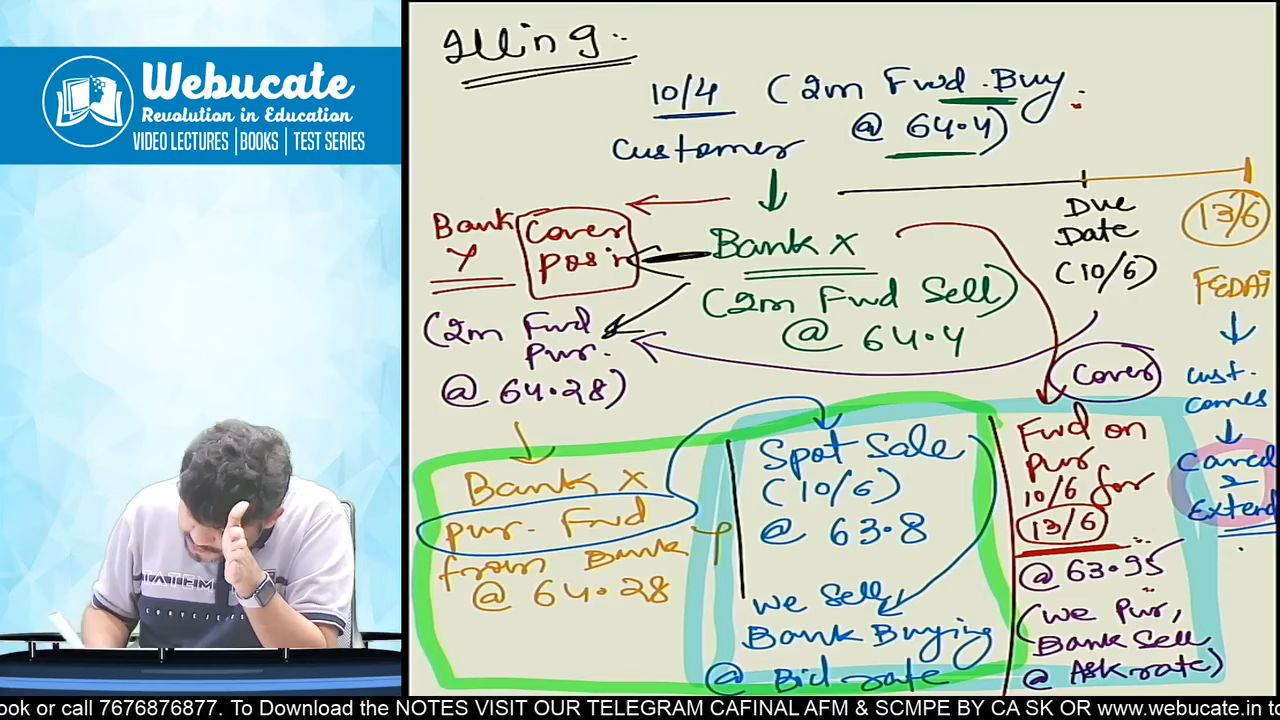 Webucate
Revolution in Education
VIDEO LECTURES | BOOKS | TEST SERIES
Illing:
10/4 (2m Fwd. Buy
@ 64.4)
Customer
Bank X
(2m Fwd Sell)
@ 64.4
Bank Y
Cover
posin
(2m Fwd
pur.
@ 64.28)
Due
Date
(10/6)
13/6
FEDAI
cust.
comes
Cancel
2
Extend
Cover
Bank X
pur. Fwd
from Bank Y
@ 64.28
Spot Sale
(10/6)
@ 63.8
We Sell,
Bank Buying
@ Bid rate
Fwd on
pur
10/6 for
13/6
@ 63.95
(we pur,
Bank Sell
@ Ask rate)
ook or call 7676876877. To Download the NOTES VISIT OUR TELEGRAM CAFINAL AFM & SCMPE BY CA SK OR www.webucate.in to